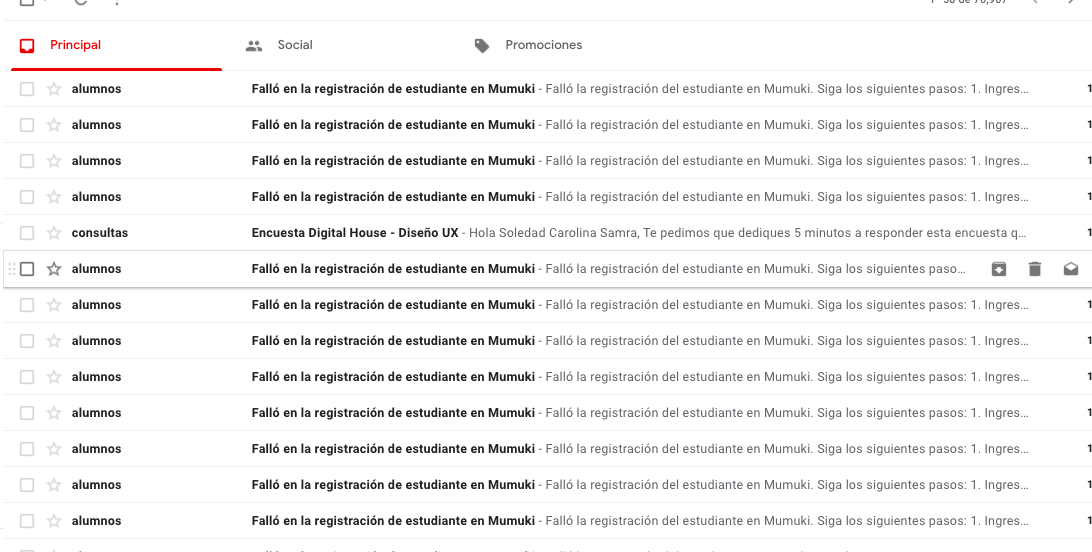 Principal Social Promociones
alumnos Falló en la registración de estudiante en Mumuki - Falló la registración del estudiante en Mumuki. Siga los siguientes pasos: 1. Ingres… 1
alumnos Falló en la registración de estudiante en Mumuki - Falló la registración del estudiante en Mumuki. Siga los siguientes pasos: 1. Ingres… 1
alumnos Falló en la registración de estudiante en Mumuki - Falló la registración del estudiante en Mumuki. Siga los siguientes pasos: 1. Ingres… 1
alumnos Falló en la registración de estudiante en Mumuki - Falló la registración del estudiante en Mumuki. Siga los siguientes pasos: 1. Ingres… 1
consultas Encuesta Digital House - Diseño UX - Hola Soledad Carolina Samra, Te pedimos que dediques 5 minutos a responder esta encuesta q… 1
alumnos Falló en la registración de estudiante en Mumuki - Falló la registración del estudiante en Mumuki. Siga los siguientes paso…
alumnos Falló en la registración de estudiante en Mumuki - Falló la registración del estudiante en Mumuki. Siga los siguientes pasos: 1. Ingres… 1
alumnos Falló en la registración de estudiante en Mumuki - Falló la registración del estudiante en Mumuki. Siga los siguientes pasos: 1. Ingres… 1
alumnos Falló en la registración de estudiante en Mumuki - Falló la registración del estudiante en Mumuki. Siga los siguientes pasos: 1. Ingres… 1
alumnos Falló en la registración de estudiante en Mumuki - Falló la registración del estudiante en Mumuki. Siga los siguientes pasos: 1. Ingres… 1
alumnos Falló en la registración de estudiante en Mumuki - Falló la registración del estudiante en Mumuki. Siga los siguientes pasos: 1. Ingres… 1
alumnos Falló en la registración de estudiante en Mumuki - Falló la registración del estudiante en Mumuki. Siga los siguientes pasos: 1. Ingres… 1
alumnos Falló en la registración de estudiante en Mumuki - Falló la registración del estudiante en Mumuki. Siga los siguientes pasos: 1. Ingres… 1